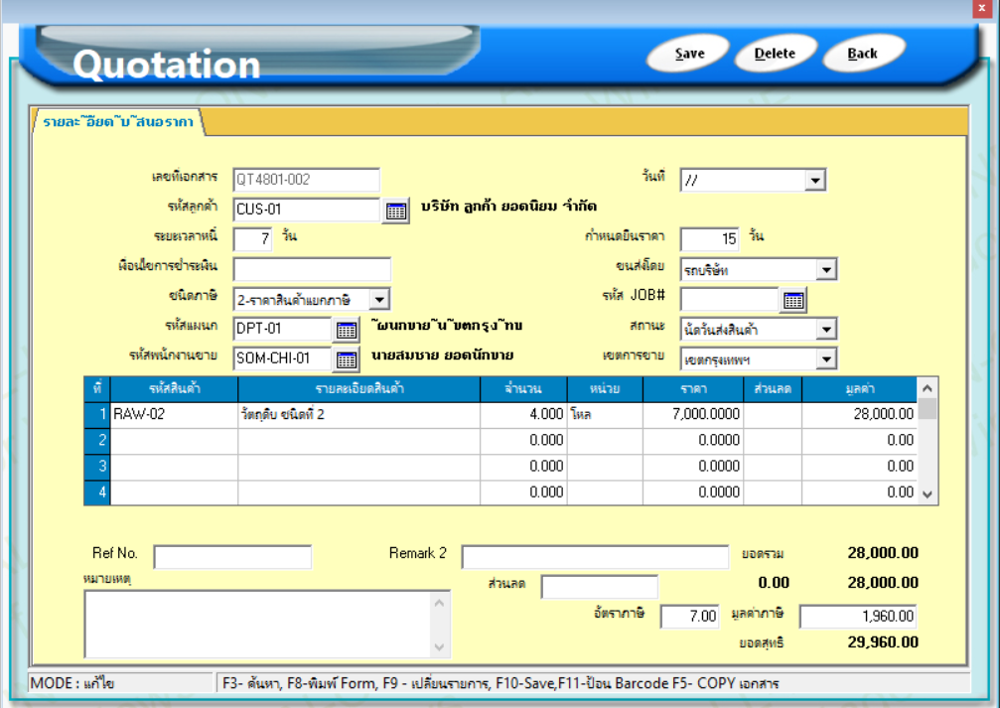 x
Quotation Save Delete Back
รายละ ̃อียด ̃บ ̃สนอราคา
เลขที่เอกสาร QT4801-002 วันที่ //
รหัสลูกค้า CUS-01 บริษัท ลูกค้า ยอดนิยม จำกัด
ระยะเวลาหนี้ 7 วัน กำหนดยืนราคา 15 วัน
เงื่อนไขการชำระเงิน ขนส่งโดย รถบริษัท
ชนิดภาษี 2-ราคาสินค้าแยกภาษี รหัส JOB#
รหัสแผนก DPT-01 ̃ผนกขาย ̃น ̃ขตกรุง ̃ทบ สถานะ นัดวันส่งสินค้า
รหัสพนักงานขาย SOM-CHI-01 นายสมชาย ยอดนักขาย เขตการขาย เขตกรุงเทพฯ
ที่ รหัสสินค้า รายละเอียดสินค้า จำนวน หน่วย ราคา ส่วนลด มูลค่า
1 RAW-02 วัตถุดิบ ชนิดที่ 2 4.000 โหล 7,000.0000 28,000.00
2 0.000 0.0000 0.00
3 0.000 0.0000 0.00
4 0.000 0.0000 0.00
Ref No. Remark 2 ยอดรวม 28,000.00
หมายเหตุ ส่วนลด 0.00 28,000.00
อัตราภาษี 7.00 มูลค่าภาษี 1,960.00
ยอดสุทธิ 29,960.00
MODE : แก้ไข F3- ค้นหา, F8-พิมพ์ Form, F9 - เปลี่ยนรายการ, F10-Save,F11-ป้อน Barcode F5- COPY เอกสาร